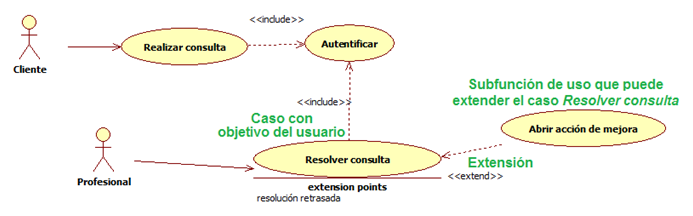 <<include>>
Realizar consulta
Autentificar
Cliente
Subfunción de uso que puede
extender el caso Resolver consulta
<<include>>
Caso con
objetivo del usuario
Abrir acción de mejora
Resolver consulta
Extensión
<<extend>>
Profesional
extension points
resolución retrasada